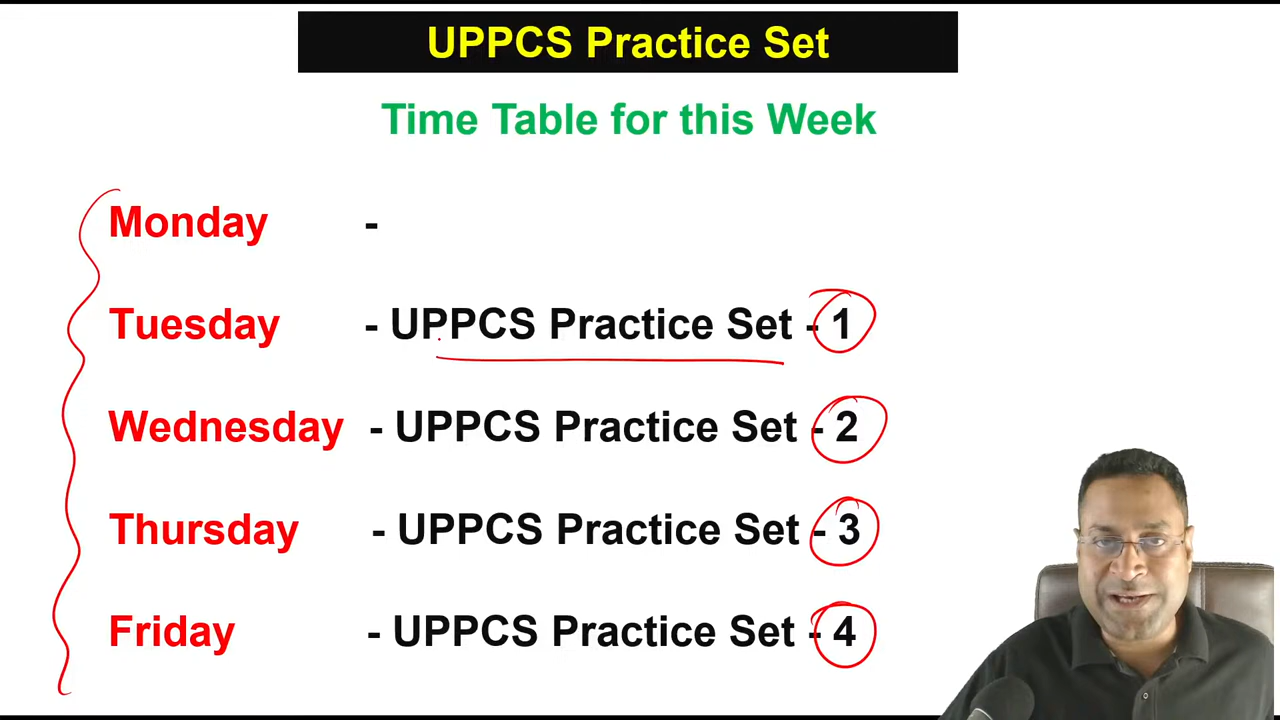 UPPCS Practice Set
Time Table for this Week
Monday -
Tuesday - UPPCS Practice Set - 1
Wednesday - UPPCS Practice Set - 2
Thursday - UPPCS Practice Set - 3
Friday - UPPCS Practice Set - 4